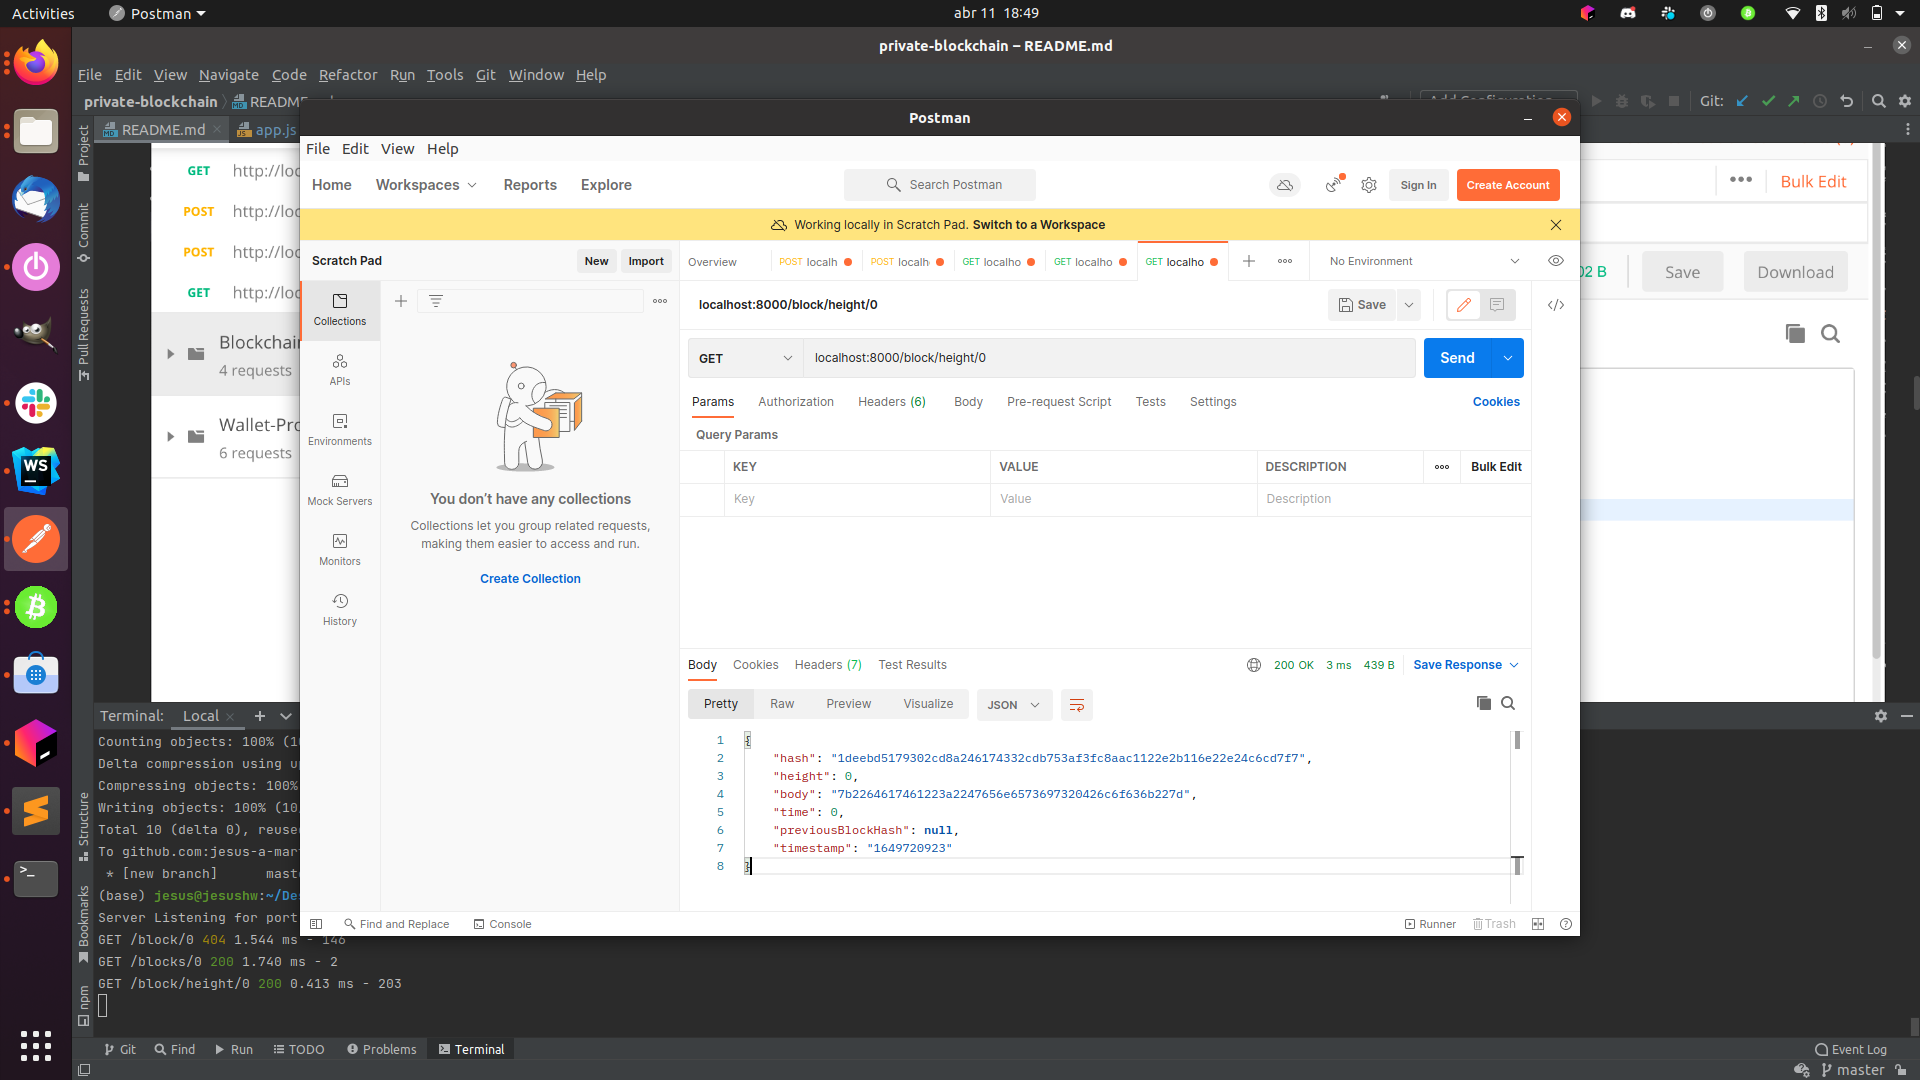 Activities
Postman
abr 11 18:49
private-blockchain – README.md
File Edit View Navigate Code Refactor Run Tools Git Window Help
private-blockchain
README
Git:
README.md
app.js
Project
Commit
Pull Requests
Structure
Bookmarks
npm
GET http://loc
POST http://loc
POST http://loc
GET http://loc
Blockchain
4 requests
Wallet-Pro
6 requests
Bulk Edit
02 B
Save
Download
Postman
File Edit View Help
Home
Workspaces
Reports
Explore
Search Postman
Sign In
Create Account
Working locally in Scratch Pad. Switch to a Workspace
Scratch Pad
New
Import
Overview
POST localh
POST localh
GET localho
GET localho
GET localho
No Environment
Collections
APIs
Environments
Mock Servers
Monitors
History
You don't have any collections
Collections let you group related requests,
making them easier to access and run.
Create Collection
localhost:8000/block/height/0
Save
GET
localhost:8000/block/height/0
Send
Params Authorization Headers (6) Body Pre-request Script Tests Settings Cookies
Query Params
KEY VALUE DESCRIPTION Bulk Edit
Key Value Description
Body Cookies Headers (7) Test Results
200 OK 3 ms 439 B Save Response
Pretty Raw Preview Visualize JSON
1 {
2 "hash": "1deebd5179302cd8a246174332cdb753af3fc8aac1122e2b116e22e24c6cd7f7",
3 "height": 0,
4 "body": "7b2264617461223a2247656e6573697320426c6f636b227d",
5 "time": 0,
6 "previousBlockHash": null,
7 "timestamp": "1649720923"
8 }
Find and Replace
Console
Runner
Trash
Terminal: Local
Counting objects: 100% (1
Delta compression using u
Compressing objects: 100%
Writing objects: 100% (10
Total 10 (delta 0), reuse
To github.com:jesus-a-mar
* [new branch] mast
(base) jesus@jesushw:~/De
Server Listening for port
GET /block/0 404 1.544 ms - 146
GET /blocks/0 200 1.740 ms - 2
GET /block/height/0 200 0.413 ms - 203
Git Find Run TODO Problems Terminal
Event Log
master